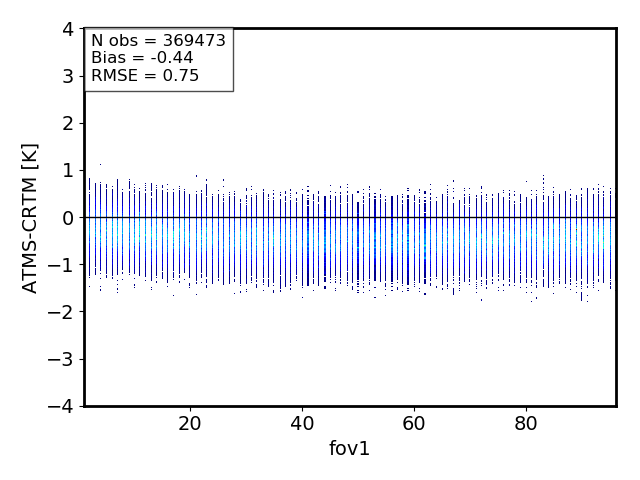 N obs = 369473
Bias = -0.44
RMSE = 0.75
4
3
2
1
0
−1
−2
−3
−4
ATMS-CRTM [K]
20 40 60 80
fov1